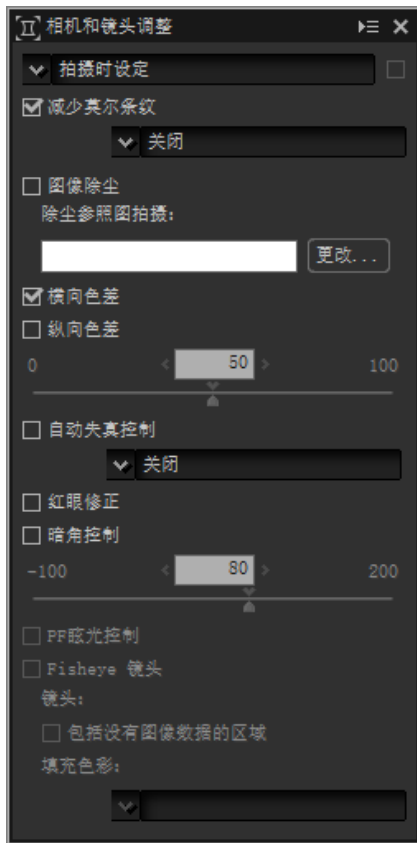 相机和镜头调整
拍摄时设定
减少莫尔条纹
关闭
图像除尘
除尘参照图拍摄:
更改...
横向色差
纵向色差
0 50 100
自动失真控制
关闭
红眼修正
暗角控制
-100 80 200
PF眩光控制
Fisheye 镜头
镜头:
包括没有图像数据的区域
填充色彩: